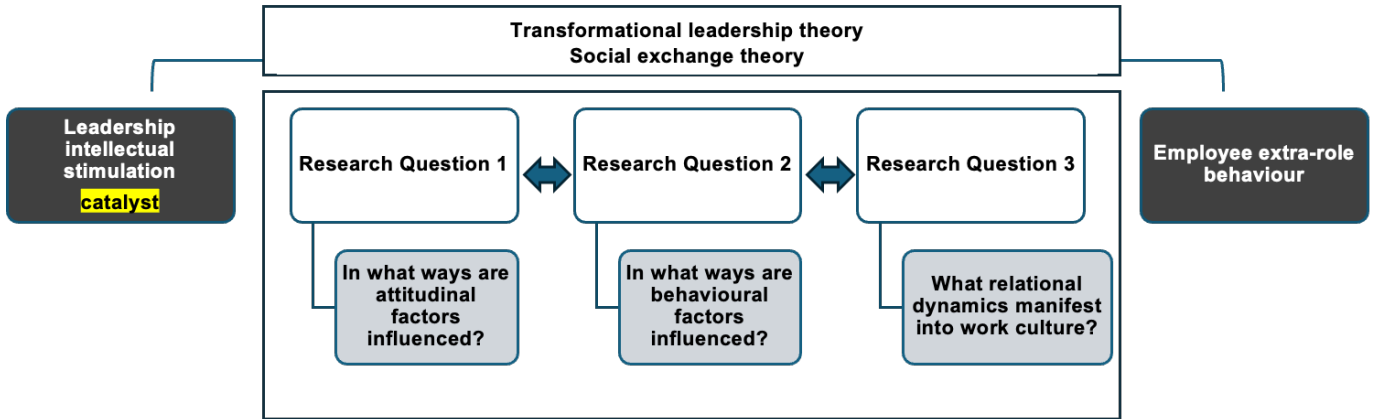 Transformational leadership theory
Social exchange theory
Leadership
intellectual
stimulation
catalyst
Research Question 1
Research Question 2
Research Question 3
Employee extra-role
behaviour
In what ways are
attitudinal
factors
influenced?
In what ways are
behavioural
factors
influenced?
What relational
dynamics manifest
into work culture?